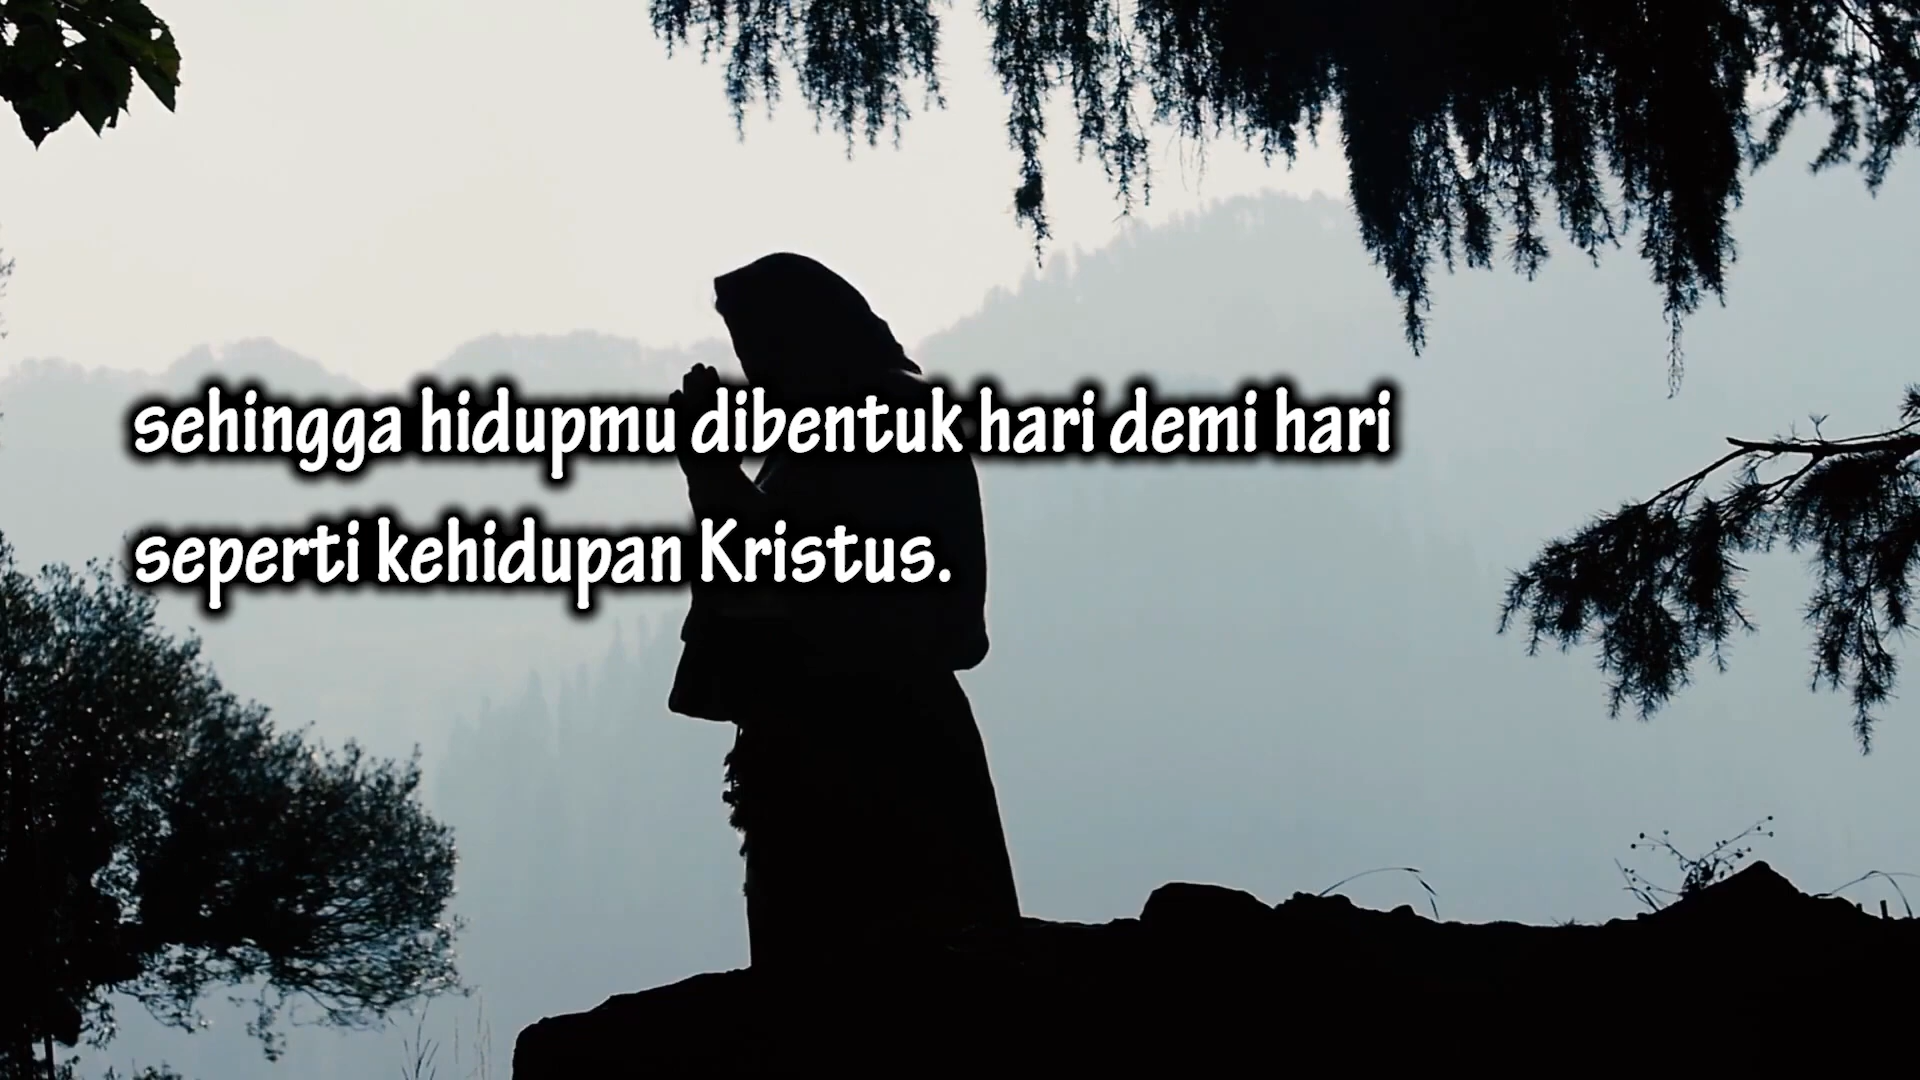 sehingga hidupmu dibentuk hari demi hari
seperti kehidupan Kristus.